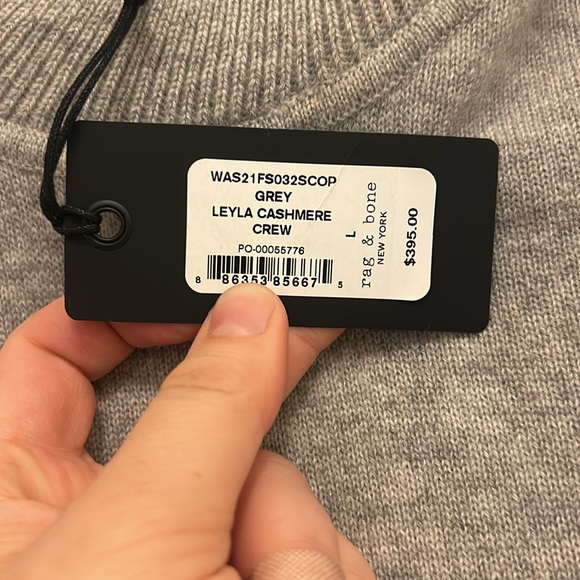 WAS21FS032SCOP
GREY
LEYLA CASHMERE
CREW
PO-00055776
8 86353 85667 5
L
rag & bone
NEW YORK
$395.00